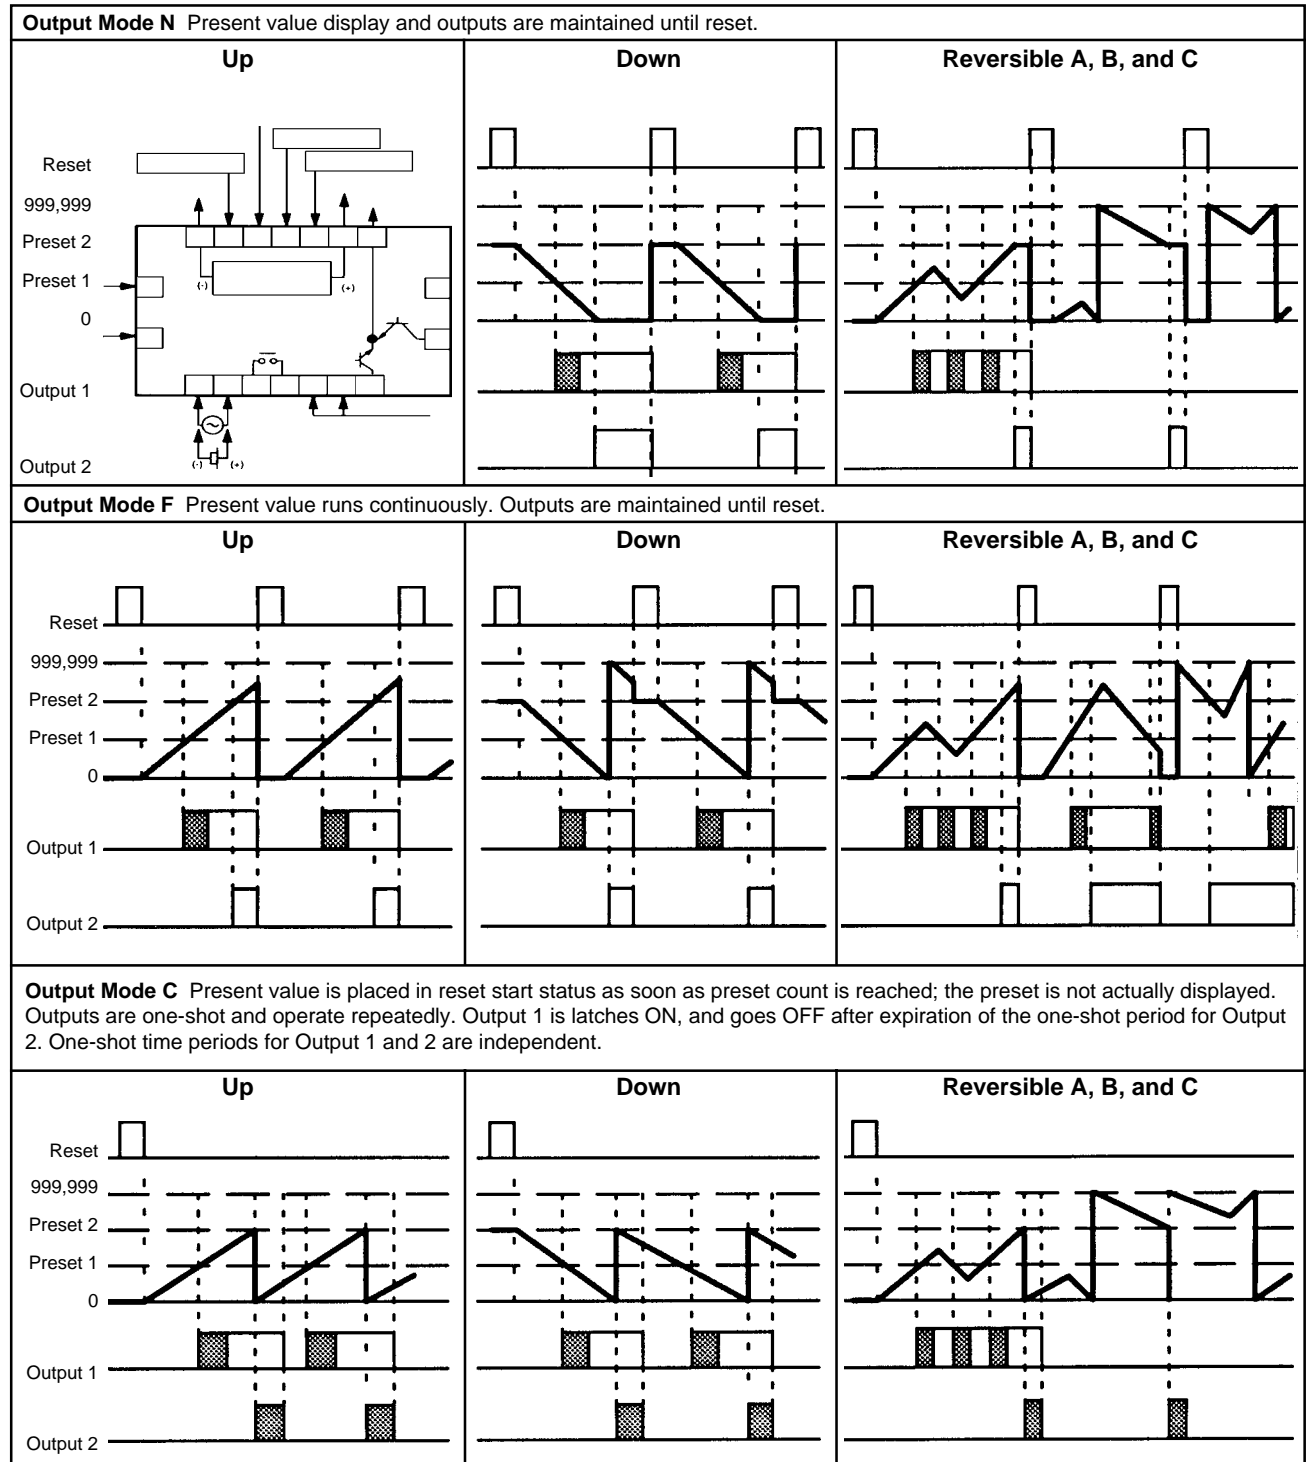 Output Mode N Present value display and outputs are maintained until reset.
Up
Down
Reversible A, B, and C
Reset
999,999
Preset 2
Preset 1
0
Output 1
Output 2
(-)
(+)
(-)
(+)
Output Mode F Present value runs continuously. Outputs are maintained until reset.
Up
Down
Reversible A, B, and C
Reset
999,999
Preset 2
Preset 1
0
Output 1
Output 2
Output Mode C Present value is placed in reset start status as soon as preset count is reached; the preset is not actually displayed.
Outputs are one-shot and operate repeatedly. Output 1 is latches ON, and goes OFF after expiration of the one-shot period for Output
2. One-shot time periods for Output 1 and 2 are independent.
Up
Down
Reversible A, B, and C
Reset
999,999
Preset 2
Preset 1
0
Output 1
Output 2